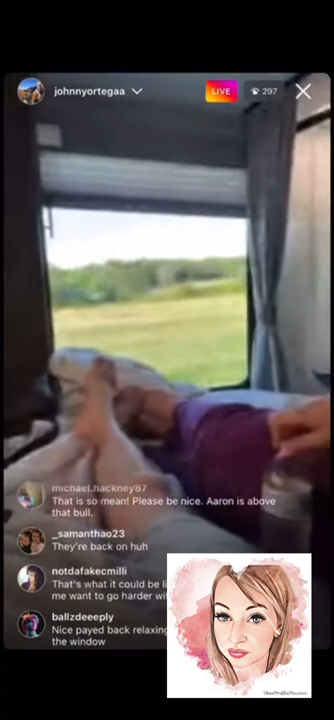 johnnyortegaa
LIVE
297
michael.hackney87
That is so mean! Please be nice. Aaron is above
that bull.
_samanthao23
They're back on huh
notdafakecmilli
That's what it could be
me want to go harder
ballzdeeeply
Nice payed back relaxing
the window